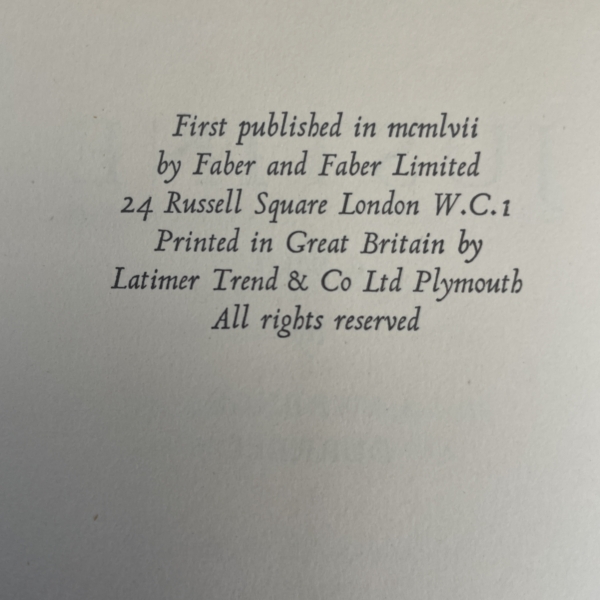 First published in mcmlvii
by Faber and Faber Limited
24 Russell Square London W.C.1
Printed in Great Britain by
Latimer Trend & Co Ltd Plymouth
All rights reserved